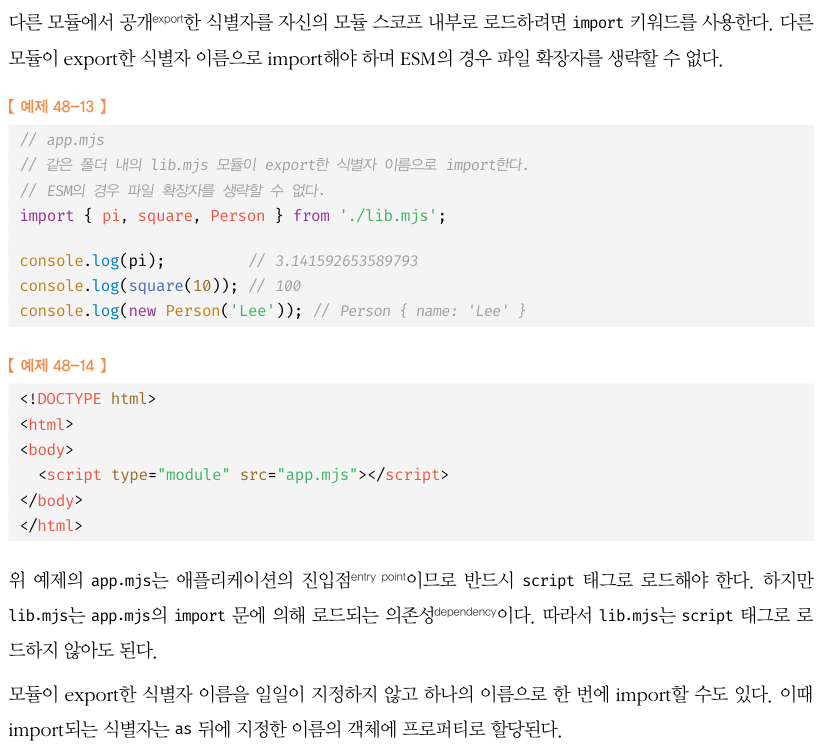 다른 모듈에서 공개export한 식별자를 자신의 모듈 스코프 내부로 로드하려면 import 키워드를 사용한다. 다른
모듈이 export한 식별자 이름으로 import해야 하며 ESM의 경우 파일 확장자를 생략할 수 없다.
【 예제 48-13 】
// app.mjs
// 같은 폴더 내의 lib.mjs 모듈이 export한 식별자 이름으로 import한다.
// ESM의 경우 파일 확장자를 생략할 수 없다.
import { pi, square, Person } from './lib.mjs';
console.log(pi);         // 3.141592653589793
console.log(square(10)); // 100
console.log(new Person('Lee')); // Person { name: 'Lee' }
【 예제 48-14 】
<!DOCTYPE html>
<html>
<body>
  <script type="module" src="app.mjs"></script>
</body>
</html>
위 예제의 app.mjs는 애플리케이션의 진입점entry point이므로 반드시 script 태그로 로드해야 한다. 하지만
lib.mjs는 app.mjs의 import 문에 의해 로드되는 의존성dependency이다. 따라서 lib.mjs는 script 태그로 로
드하지 않아도 된다.
모듈이 export한 식별자 이름을 일일이 지정하지 않고 하나의 이름으로 한 번에 import할 수도 있다. 이때
import되는 식별자는 as 뒤에 지정한 이름의 객체에 프로퍼티로 할당된다.